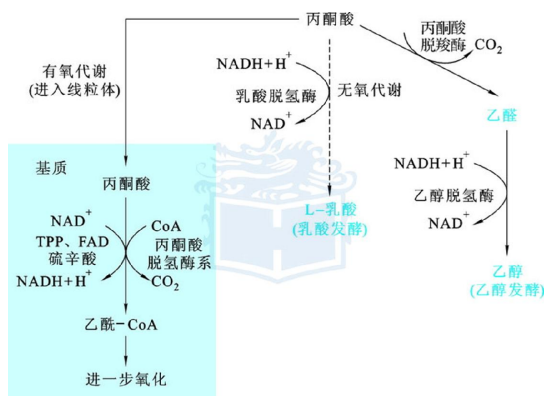 丙酮酸
丙酮酸
脱羧酶
CO2
有氧代谢
(进入线粒体)
NADH+H+
乳酸脱氢酶
NAD+
无氧代谢
乙醛
基质
丙酮酸
NAD+
TPP、FAD
硫辛酸
NADH+H+
CoA
丙酮酸
脱氢酶系
CO2
乙酰-CoA
进一步氧化
L-乳酸
(乳酸发酵)
NADH+H+
乙醇脱氢酶
NAD+
乙醇
(乙醇发酵)